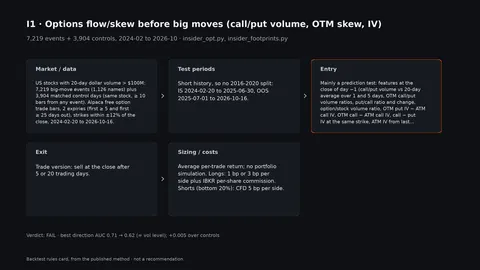 I1 · Options flow/skew before big moves (call/put volume, OTM skew, IV)
7,219 events + 3,904 controls, 2024-02 to 2026-10 · insider_opt.py, insider_footprints.py
Market / data
US stocks with 20-day dollar volume > $100M:
7,219 big-move events (1,126 names) plus
3,904 matched control days (same stock, ≥ 10
bars from any event). Alpaca free option
trade bars, 2 expiries (first ≥ 5 and first
≥ 25 days out), strikes within ±12% of the
close, 2024-02-20 to 2026-10-16.
Test periods
Short history, so no 2016-2020 split:
IS 2024-02-20 to 2025-06-30, OOS
2025-07-01 to 2026-10-16.
Entry
Mainly a prediction test: features at the
close of day −1 (call/put volume vs 20-day
average over 1 and 5 days, OTM call/put
volume ratios, put/call ratio and change,
option/stock volume ratio, OTM put IV − ATM
call IV, OTM call − ATM call IV, call − put
IV at the same strike, ATM IV from last…
Exit
Trade version: sell at the close after
5 or 20 trading days.
Sizing / costs
Average per-trade return; no portfolio
simulation. Longs: 1 bp or 3 bp per
side plus IBKR per-share commission.
Shorts (bottom 20%): CFD 5 bp per side.
Verdict: FAIL · best direction AUC 0.71 → 0.62 (= vol level); +0.005 over controls
Backtest rules card, from the published method · not a recommendation.